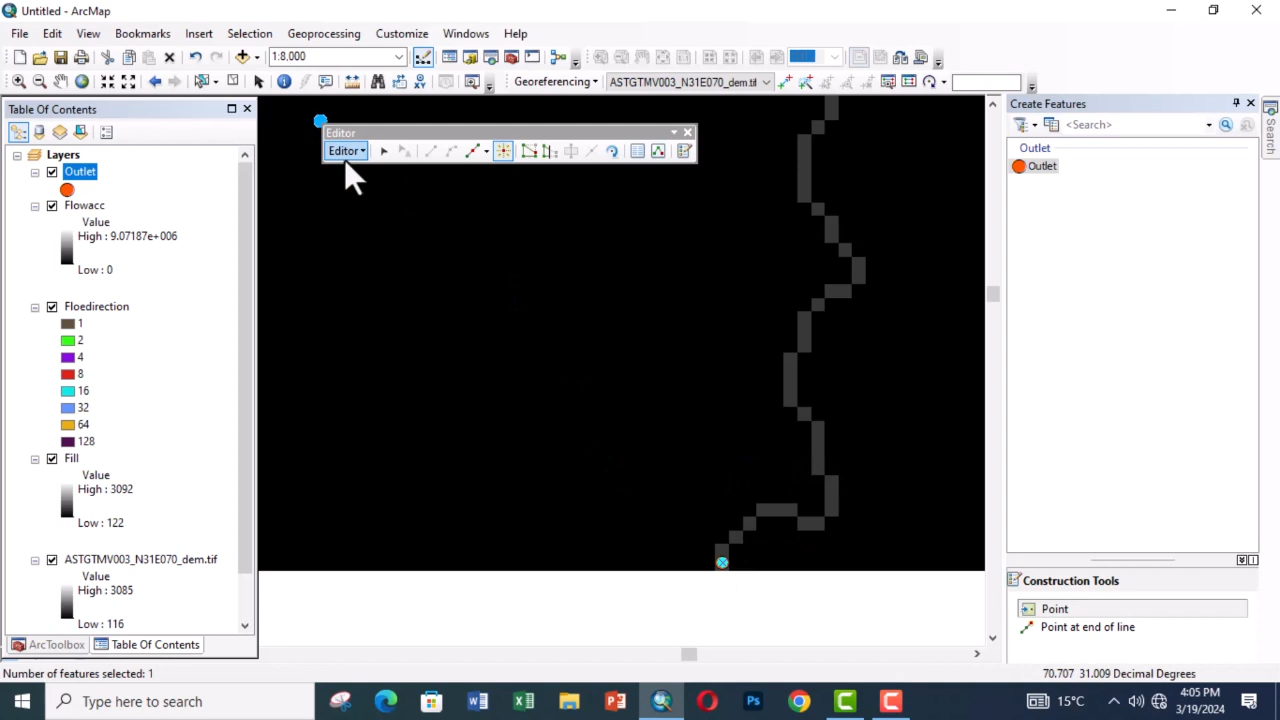 Untitled - ArcMap
File Edit View Bookmarks Insert Selection Geoprocessing Customize Windows Help
1:8.000
Georeferencing ASTGTMV003_N31E070_dem.tif
Table Of Contents
Layers
Outlet
Flowacc
Value
High : 9.07187e+006
Low : 0
Floedirection
1
2
4
8
16
32
64
128
Fill
Value
High : 3092
Low : 122
ASTGTMV003_N31E070_dem.tif
Value
High : 3085
Low : 116
ArcToolbox Table Of Contents
Editor
Editor
Create Features
<Search>
Outlet
Outlet
Search
Construction Tools
Point
Point at end of line
Number of features selected: 1
70.707 31.009 Decimal Degrees
Type here to search
15°C
4:05 PM
3/19/2024